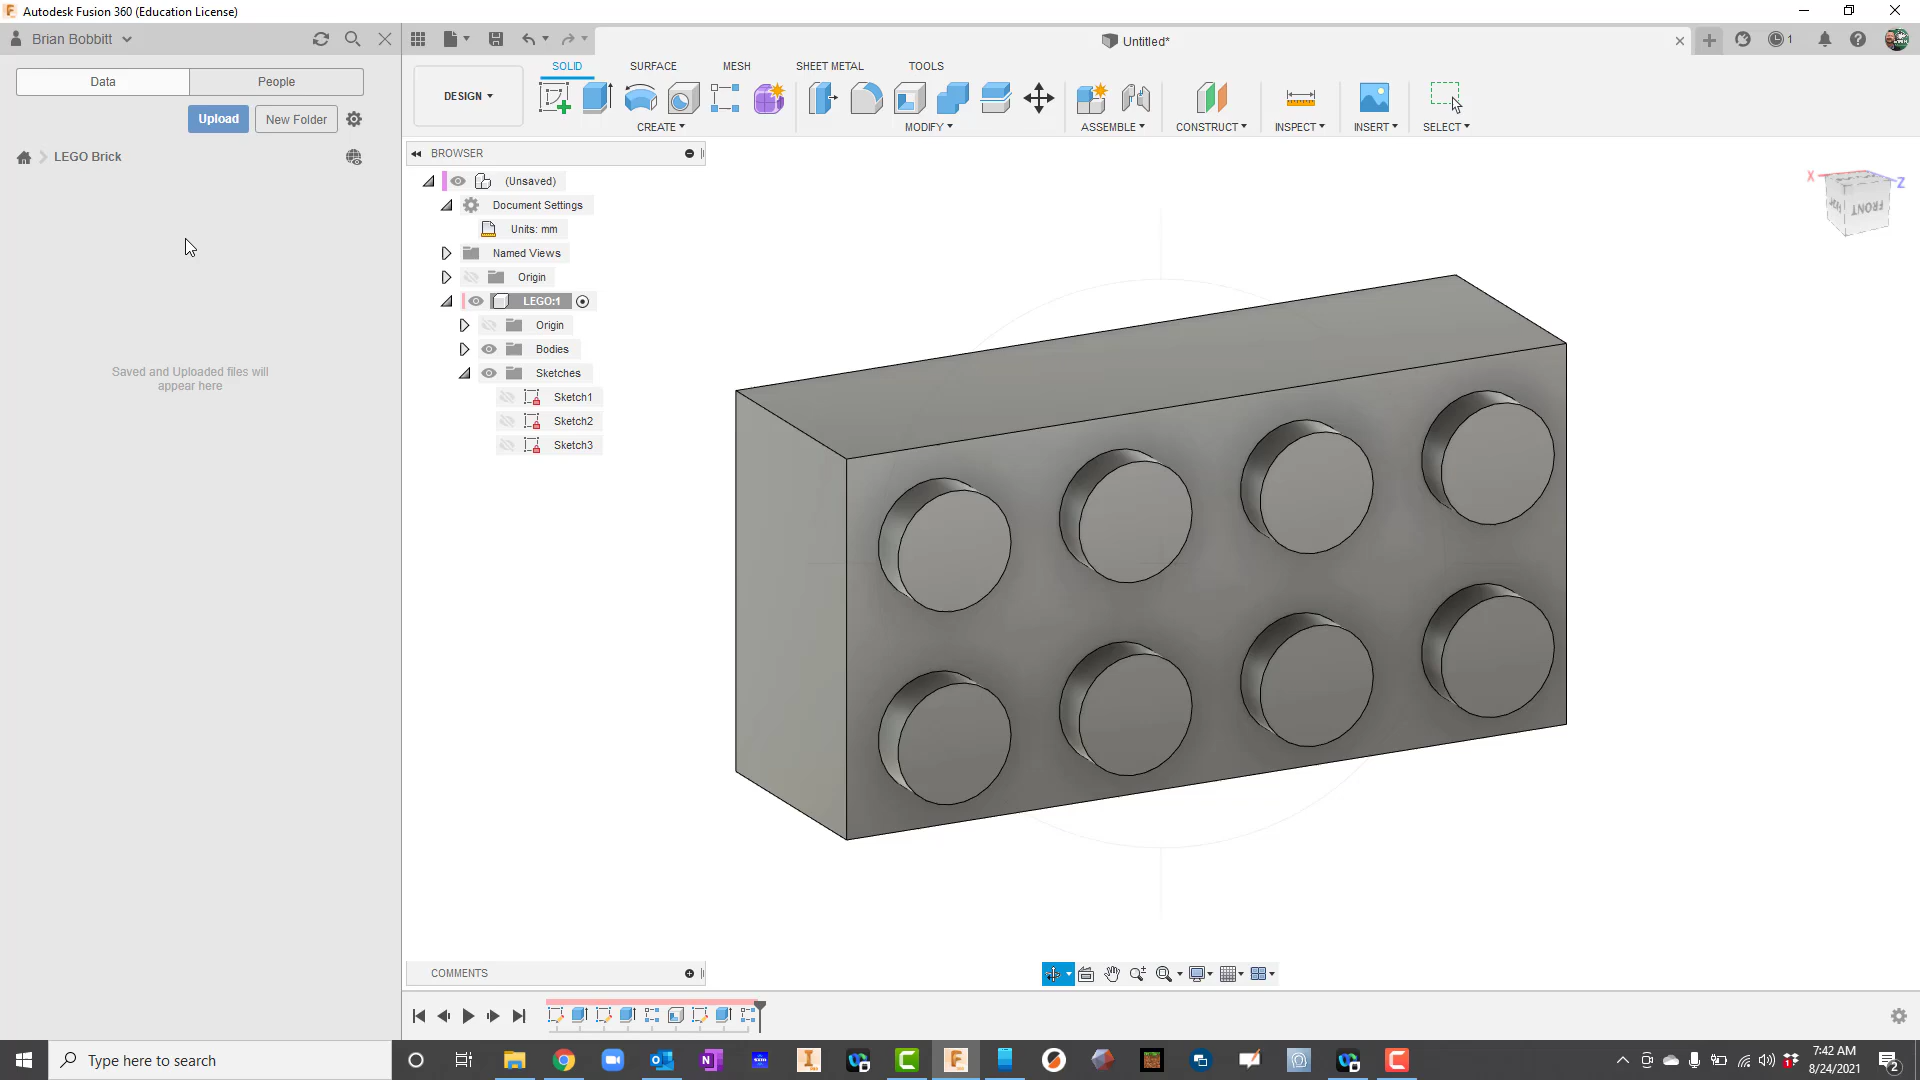 Autodesk Fusion 360 (Education License)
Brian Bobbitt
Untitled*
1
Data
People
Upload
New Folder
LEGO Brick
Saved and Uploaded files will
appear here
DESIGN
SOLID
SURFACE
MESH
SHEET METAL
TOOLS
CREATE
MODIFY
ASSEMBLE
CONSTRUCT
INSPECT
INSERT
SELECT
BROWSER
(Unsaved)
Document Settings
Units: mm
Named Views
Origin
LEGO:1
Origin
Bodies
Sketches
Sketch1
Sketch2
Sketch3
X
Z
FRONT
COMMENTS
Type here to search
7:42 AM
8/24/2021
2